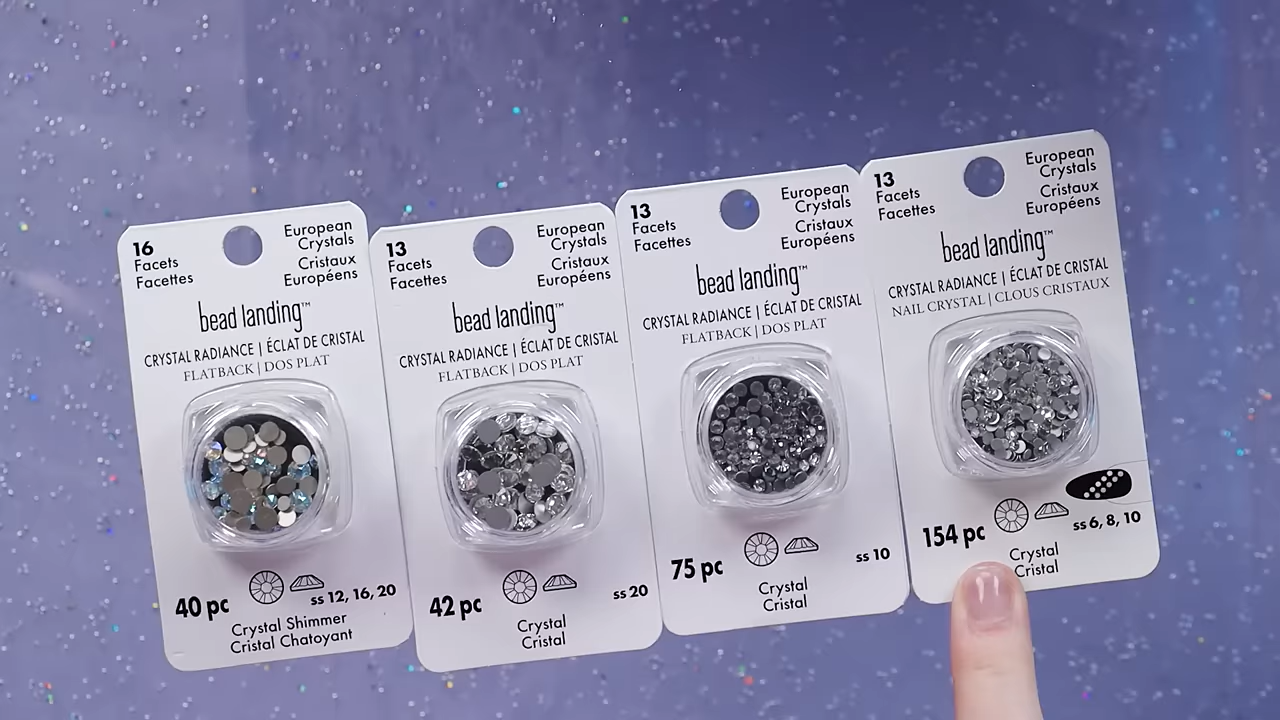 16
Facets
Facettes
European
Crystals
Cristaux
Européens
bead landing™
CRYSTAL RADIANCE | ÉCLAT DE CRISTAL
FLATBACK | DOS PLAT
40 pc
ss 12, 16, 20
Crystal Shimmer
Cristal Chatoyant
13
Facets
Facettes
European
Crystals
Cristaux
Européens
bead landing™
CRYSTAL RADIANCE | ÉCLAT DE CRISTAL
FLATBACK | DOS PLAT
42 pc
ss 20
Crystal
Cristal
13
Facets
Facettes
European
Crystals
Cristaux
Européens
bead landing™
CRYSTAL RADIANCE | ÉCLAT DE CRISTAL
FLATBACK | DOS PLAT
75 pc
ss 10
Crystal
Cristal
13
Facets
Facettes
European
Crystals
Cristaux
Européens
bead landing™
CRYSTAL RADIANCE | ÉCLAT DE CRISTAL
NAIL CRYSTAL | CLOUS CRISTAUX
154 pc
ss 6, 8, 10
Crystal
Cristal